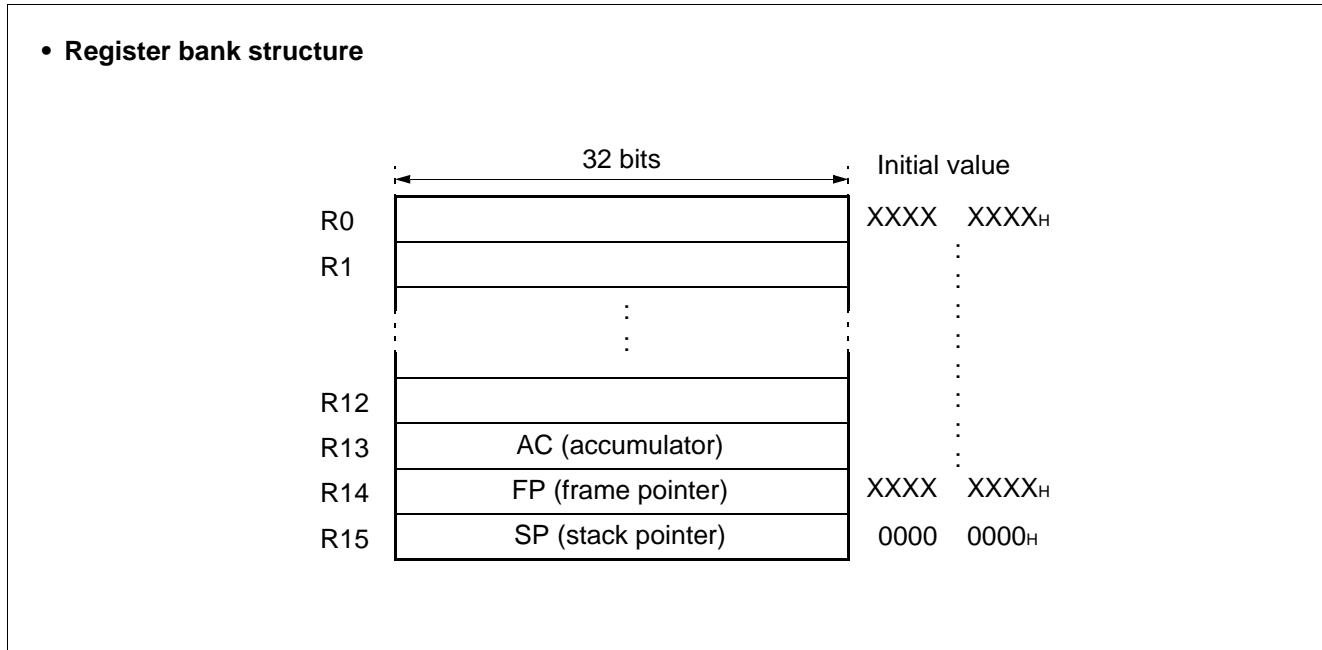 • Register bank structure
32 bits Initial value
R0 XXXX XXXXH
R1
R12
R13 AC (accumulator)
R14 FP (frame pointer) XXXX XXXXH
R15 SP (stack pointer) 0000 0000H